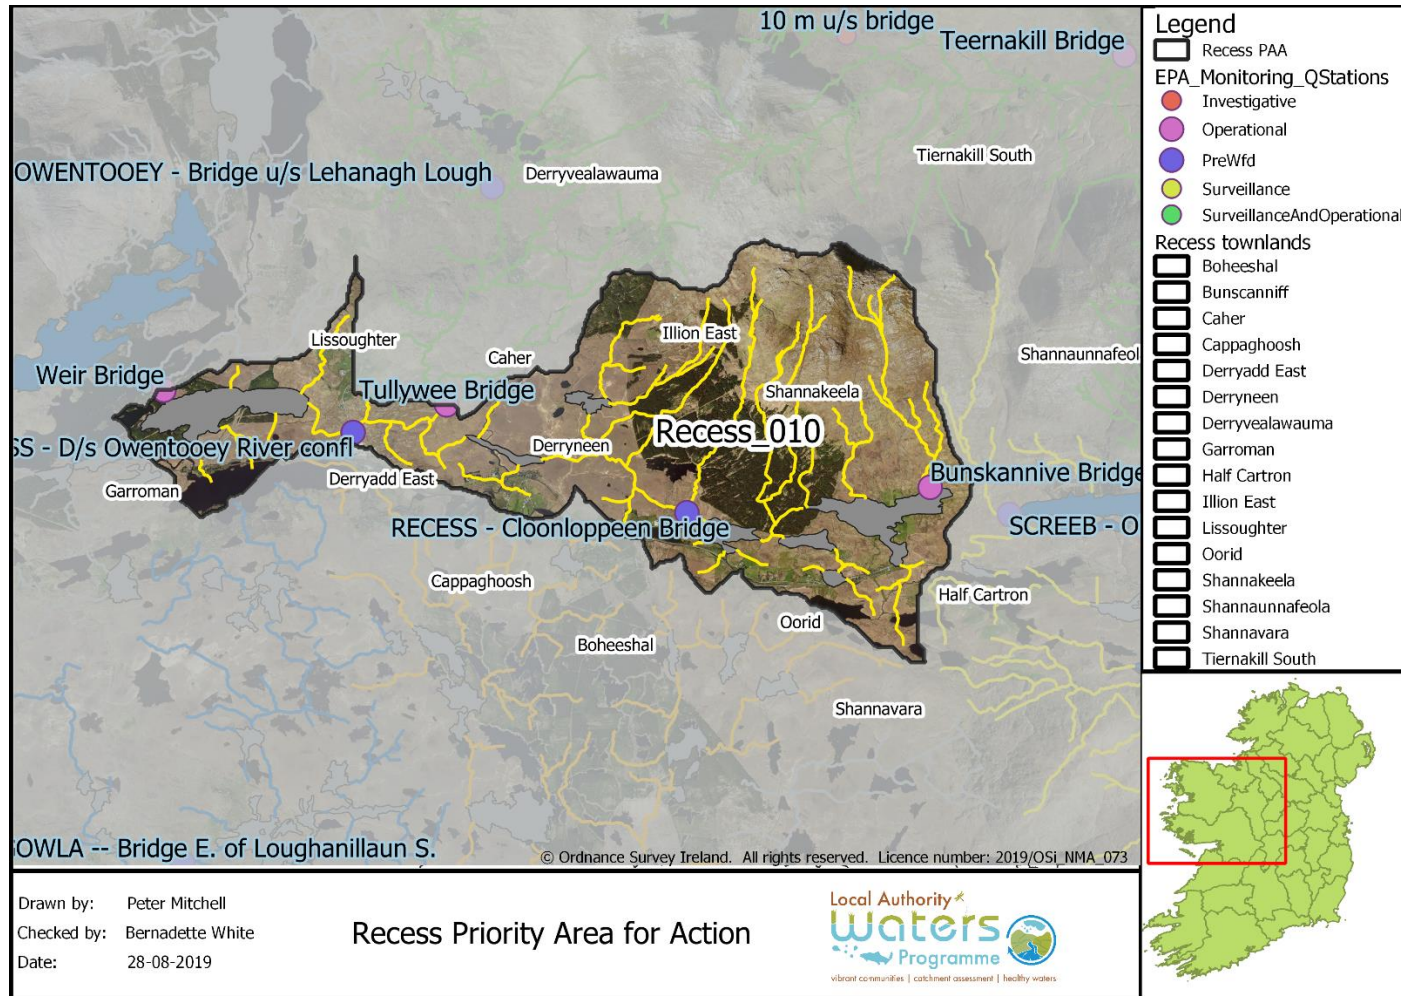 10 m u/s bridge
Teernakill Bridge
OWENTOOEY - Bridge u/s Lehanagh Lough
Derryvealawauma
Tiernakill South
Lissoughter
Illion East
Caher
Shannaunnafeol
Weir Bridge
Tullywee Bridge
Shannakeela
Recess_010
SS - D/s Owentooey River confl
Derryneen
Garroman
Derryadd East
Bunskannive Bridge
RECESS - Cloonloppeen Bridge
SCREEB - O
Cappaghoosh
Half Cartron
Oorid
Boheeshal
Shannavara
GOWLA -- Bridge E. of Loughanillaun S.
© Ordnance Survey Ireland. All rights reserved. Licence number: 2019/OSi_NMA_073
Legend
Recess PAA
EPA_Monitoring_QStations
Investigative
Operational
PreWfd
Surveillance
SurveillanceAndOperational
Recess townlands
Boheeshal
Bunscanniff
Caher
Cappaghoosh
Derryadd East
Derryneen
Derryvealawauma
Garroman
Half Cartron
Illion East
Lissoughter
Oorid
Shannakeela
Shannaunnafeola
Shannavara
Tiernakill South
Drawn by: Peter Mitchell
Checked by: Bernadette White
Date: 28-08-2019
Recess Priority Area for Action
Local Authority
Waters
Programme
vibrant communities | catchment assessment | healthy waters